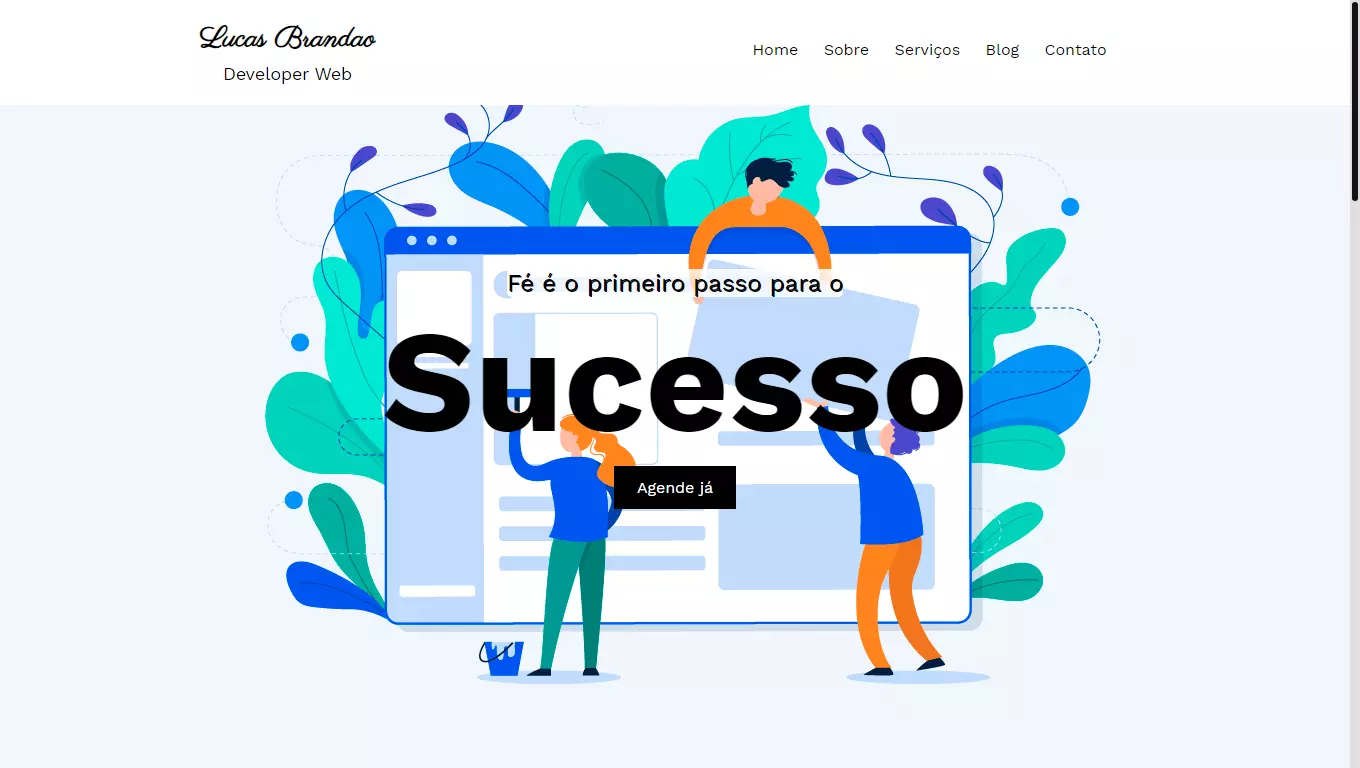 Lucas Brandao
Developer Web
Home Sobre Serviços Blog Contato
Fé é o primeiro passo para o
Sucesso
Agende já